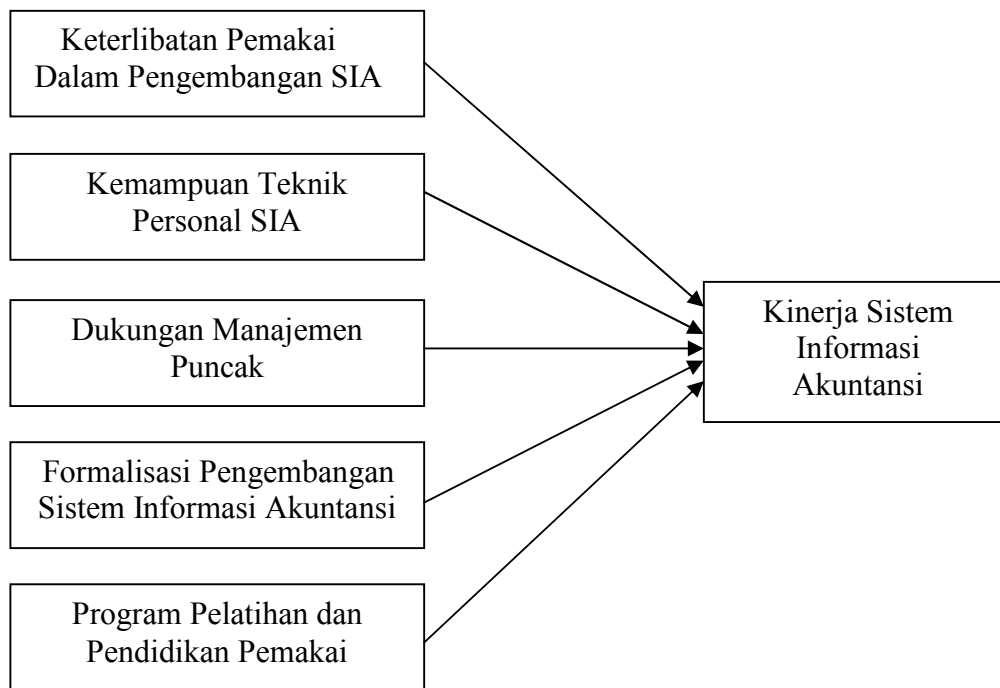 Keterlibatan Pemakai
Dalam Pengembangan SIA
Kemampuan Teknik
Personal SIA
Dukungan Manajemen
Puncak
Formalisasi Pengembangan
Sistem Informasi Akuntansi
Program Pelatihan dan
Pendidikan Pemakai
Kinerja Sistem
Informasi
Akuntansi